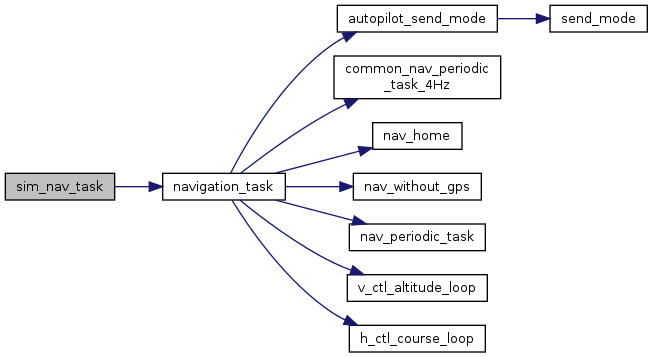 sim_nav_task
navigation_task
autopilot_send_mode
send_mode
common_nav_periodic
_task_4Hz
nav_home
nav_without_gps
nav_periodic_task
v_ctl_altitude_loop
h_ctl_course_loop